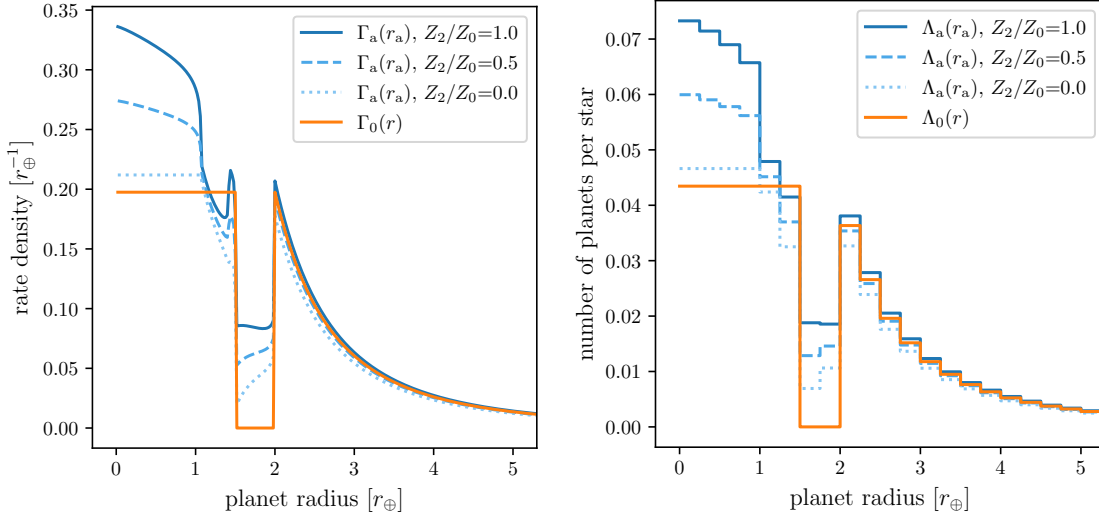 rate density [r⊕⁻¹]
0.35
0.30
0.25
0.20
0.15
0.10
0.05
0.00
Γₐ(rₐ), Z₂/Z₀=1.0
Γₐ(rₐ), Z₂/Z₀=0.5
Γₐ(rₐ), Z₂/Z₀=0.0
Γ₀(r)
0 1 2 3 4 5
planet radius [r⊕]
number of planets per star
0.07
0.06
0.05
0.04
0.03
0.02
0.01
0.00
Λₐ(rₐ), Z₂/Z₀=1.0
Λₐ(rₐ), Z₂/Z₀=0.5
Λₐ(rₐ), Z₂/Z₀=0.0
Λ₀(r)
0 1 2 3 4 5
planet radius [r⊕]